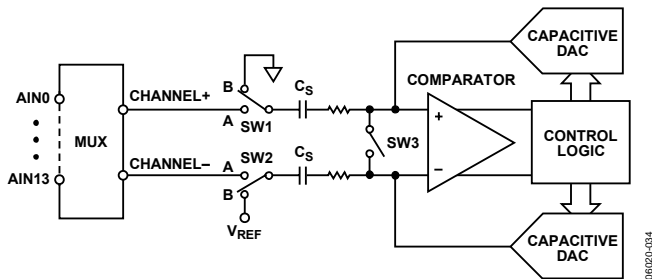 CAPACITIVE
DAC
COMPARATOR
B
AIN0
CHANNEL+
CS
A
SW1
+
MUX
SW3
CONTROL
LOGIC
CHANNEL–
A
SW2
CS
–
AIN13
B
VREF
CAPACITIVE
DAC
06020-034